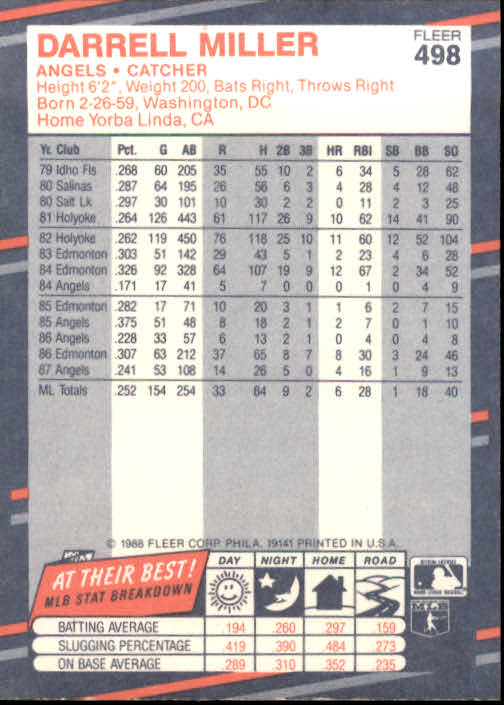 DARRELL MILLER
FLEER
498
ANGELS • CATCHER
Height 6'2", Weight 200, Bats Right, Throws Right
Born 2-26-59, Washington, DC
Home Yorba Linda, CA
Yr. Club Pct. G AB R H 2B 3B HR RBI SB BB SO
79 Idho Fls .268 60 205 35 55 10 2 6 34 5 28 62
80 Salinas .287 64 195 26 56 6 3 4 28 4 12 48
80 Salt Lk .297 30 101 10 30 2 2 0 11 2 3 25
81 Holyoke .264 126 443 61 117 26 9 10 62 14 41 90
82 Holyoke .262 119 450 76 118 25 10 11 60 12 52 104
83 Edmonton .303 51 142 29 43 5 1 2 23 4 6 28
84 Edmonton .326 92 328 64 107 19 9 12 67 2 34 52
84 Angels .171 17 41 5 7 0 0 0 1 0 4 9
85 Edmonton .282 17 71 10 20 3 1 1 6 2 7 15
85 Angels .375 51 48 8 18 2 1 2 7 0 1 10
86 Angels .228 33 57 6 13 2 1 0 4 0 4 8
86 Edmonton .307 63 212 37 65 8 7 8 30 3 24 46
87 Angels .241 53 108 14 26 5 0 4 16 1 9 13
ML Totals .252 154 254 33 64 9 2 6 28 1 18 40
© 1988 FLEER CORP. PHILA. 19141 PRINTED IN U.S.A.
AT THEIR BEST!
MLB STAT BREAKDOWN
DAY NIGHT HOME ROAD
BATTING AVERAGE .194 .260 .297 .159
SLUGGING PERCENTAGE .419 .390 .484 .273
ON BASE AVERAGE .289 .310 .352 .235
MLB